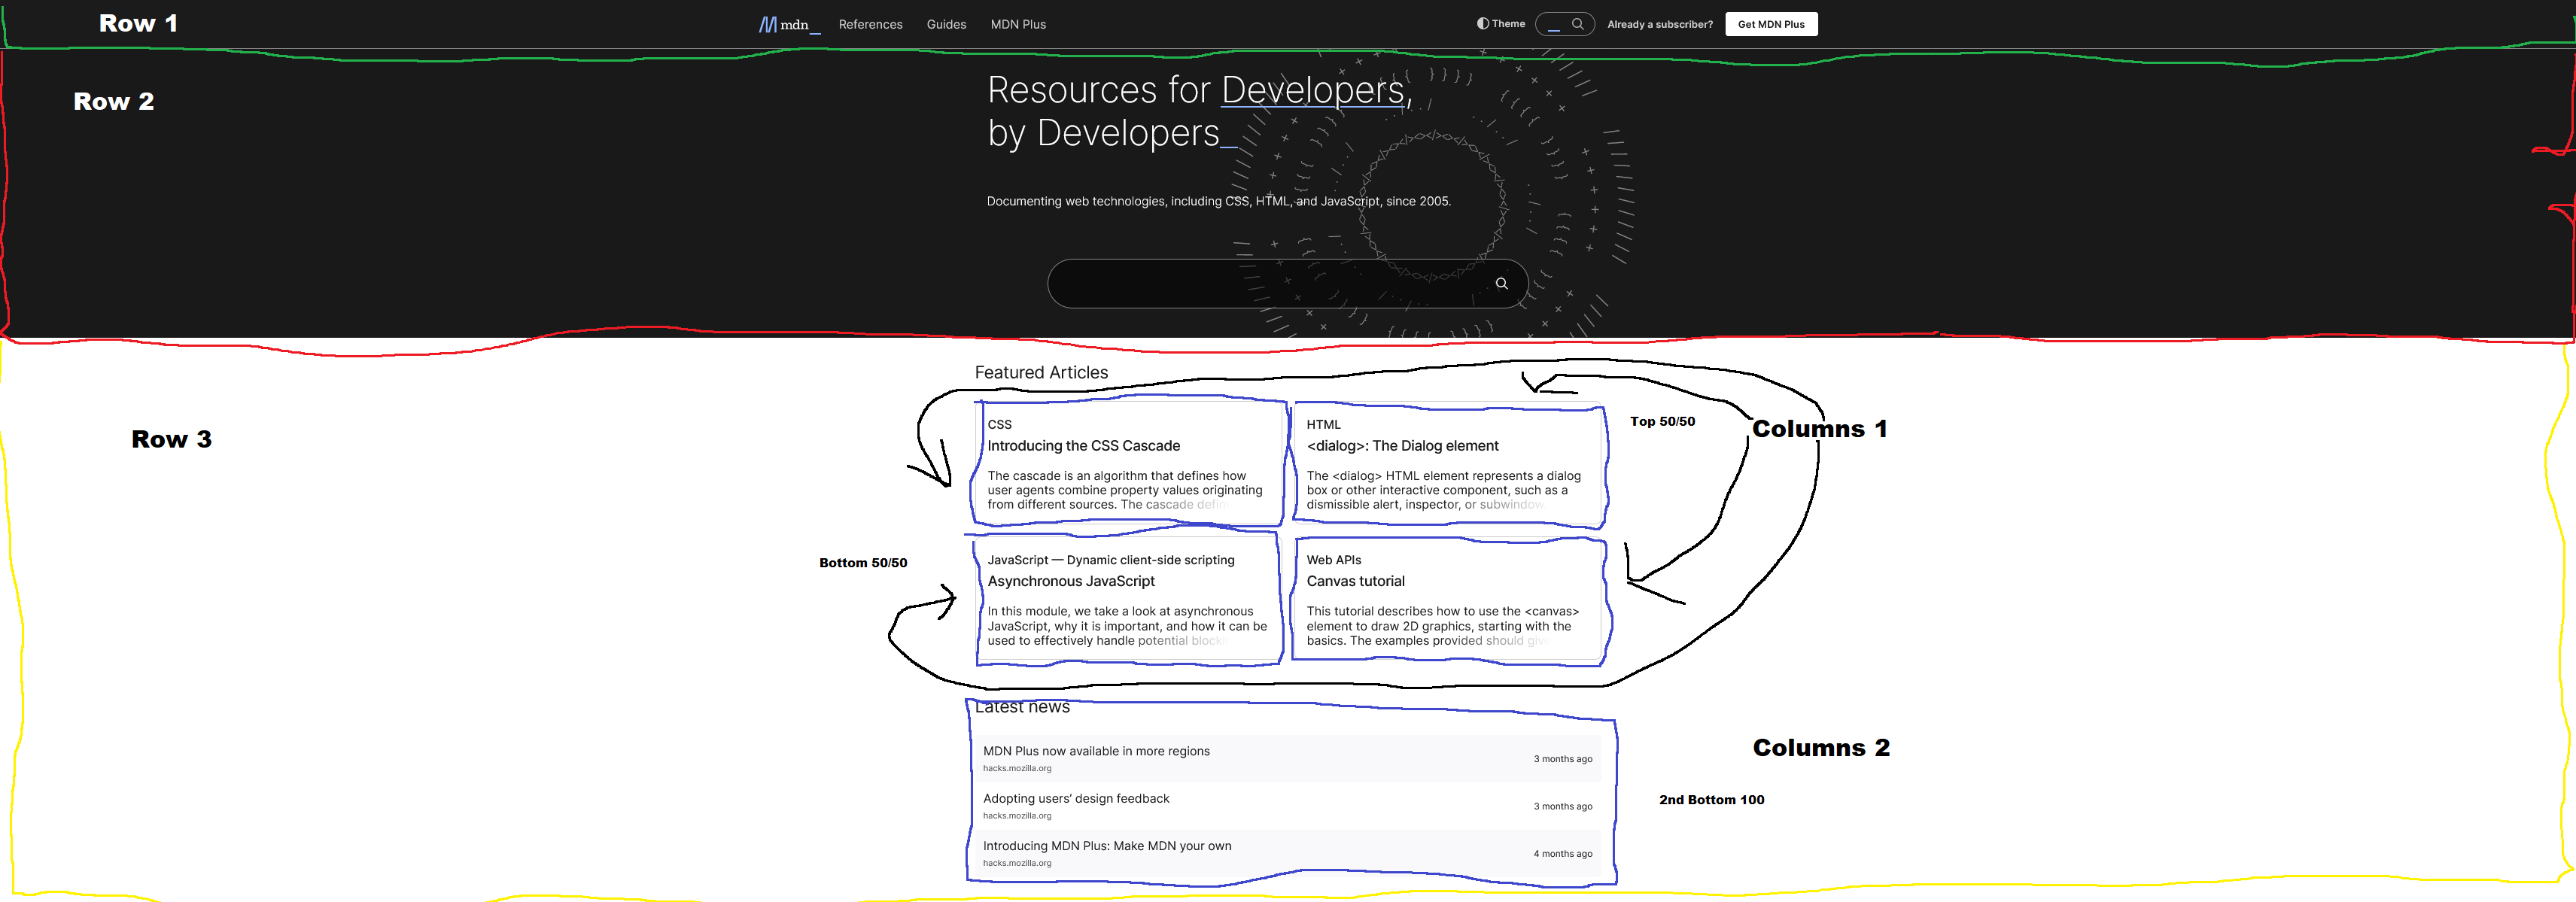 Row 1
mdn_
References
Guides
MDN Plus
Theme
Already a subscriber?
Get MDN Plus
Row 2
Resources for Developers,
by Developers_
Documenting web technologies, including CSS, HTML, and JavaScript, since 2005.
Row 3
Featured Articles
CSS
Introducing the CSS Cascade
The cascade is an algorithm that defines how
user agents combine property values originating
from different sources. The cascade
HTML
<dialog>: The Dialog element
The <dialog> HTML element represents a dialog
box or other interactive component, such as a
dismissible alert, inspector, or subwindow.
Top 50/50
Columns 1
Bottom 50/50
JavaScript — Dynamic client-side scripting
Asynchronous JavaScript
In this module, we take a look at asynchronous
JavaScript, why it is important, and how it can be
used to effectively handle potential
Web APIs
Canvas tutorial
This tutorial describes how to use the <canvas>
element to draw 2D graphics, starting with the
basics. The examples provided should
Latest news
MDN Plus now available in more regions
hacks.mozilla.org
3 months ago
Adopting users’ design feedback
hacks.mozilla.org
3 months ago
Introducing MDN Plus: Make MDN your own
hacks.mozilla.org
4 months ago
Columns 2
2nd Bottom 100